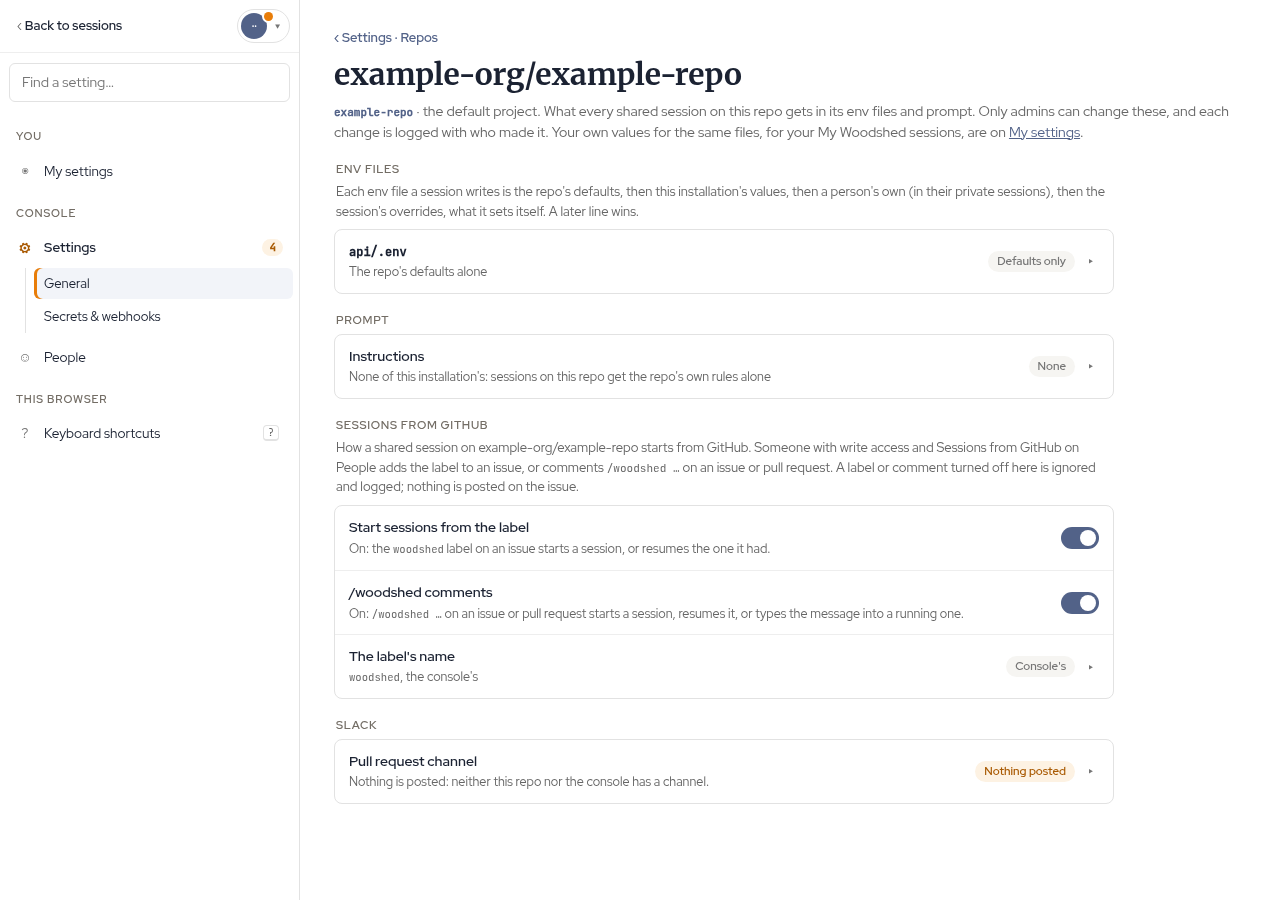 ‹ Back to sessions
Find a setting...
YOU
My settings
CONSOLE
Settings 4
General
Secrets & webhooks
People
THIS BROWSER
? Keyboard shortcuts ?
‹ Settings · Repos
example-org/example-repo
example-repo · the default project. What every shared session on this repo gets in its env files and prompt. Only admins can change these, and each
change is logged with who made it. Your own values for the same files, for your My Woodshed sessions, are on My settings.
ENV FILES
Each env file a session writes is the repo's defaults, then this installation's values, then a person's own (in their private sessions), then the
session's overrides, what it sets itself. A later line wins.
api/.env
The repo's defaults alone
Defaults only
PROMPT
Instructions
None of this installation's: sessions on this repo get the repo's own rules alone
None
SESSIONS FROM GITHUB
How a shared session on example-org/example-repo starts from GitHub. Someone with write access and Sessions from GitHub on
People adds the label to an issue, or comments /woodshed … on an issue or pull request. A label or comment turned off here is ignored
and logged; nothing is posted on the issue.
Start sessions from the label
On: the woodshed label on an issue starts a session, or resumes the one it had.
/woodshed comments
On: /woodshed … on an issue or pull request starts a session, resumes it, or types the message into a running one.
The label's name
woodshed, the console's
Console's
SLACK
Pull request channel
Nothing is posted: neither this repo nor the console has a channel.
Nothing posted